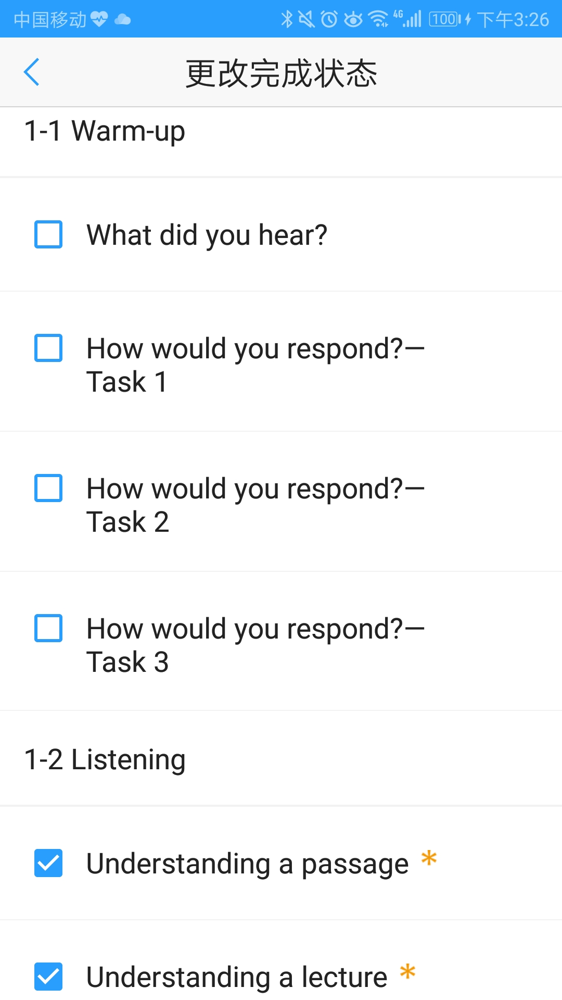 中国移动 4G 100 下午3:26
更改完成状态
1-1 Warm-up
What did you hear?
How would you respond?—
Task 1
How would you respond?—
Task 2
How would you respond?—
Task 3
1-2 Listening
Understanding a passage *
Understanding a lecture *